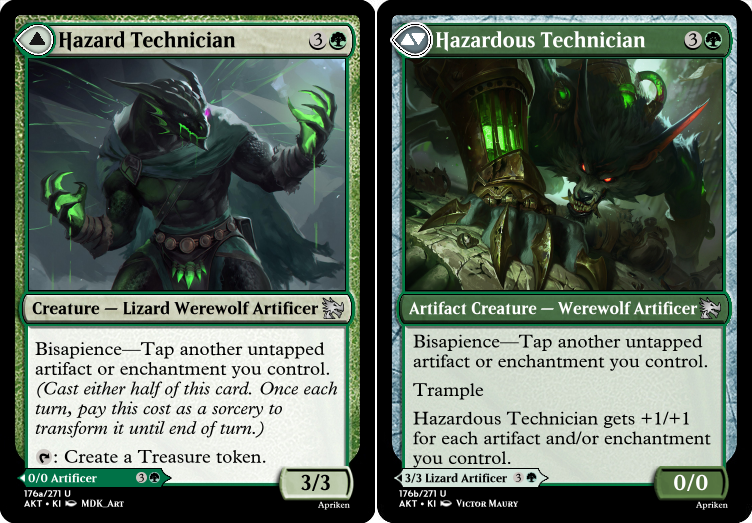 Hazard Technician 3
Creature — Lizard Werewolf Artificer
Bisapience—Tap another untapped
artifact or enchantment you control.
(Cast either half of this card. Once each
turn, pay this cost as a sorcery to
transform it until end of turn.)
: Create a Treasure token.
0/0 Artificer 3
3/3
176a/271 U
AKT • KI MDK_Art
Apriken
Hazardous Technician 3
Artifact Creature — Werewolf Artificer
Bisapience—Tap another untapped
artifact or enchantment you control.
Trample
Hazardous Technician gets +1/+1
for each artifact and/or enchantment
you control.
3/3 Lizard Artificer 3
0/0
176b/271 U
AKT • KI Victor Maury
Apriken